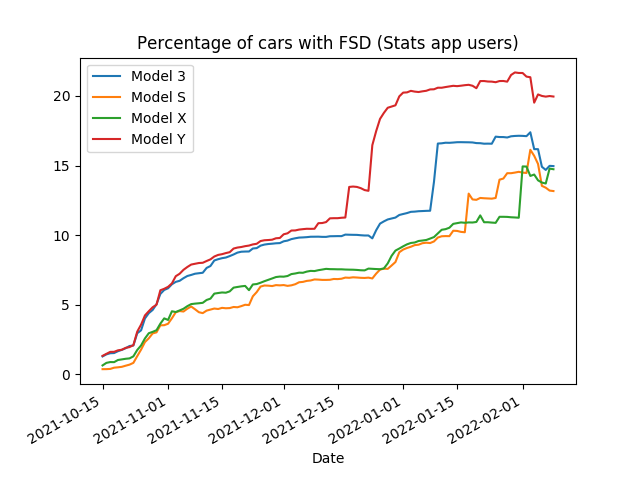 Percentage of cars with FSD (Stats app users)
Model 3
Model S
Model X
Model Y
20
15
10
5
0
2021-10-15
2021-11-01
2021-11-15
2021-12-01
2021-12-15
2022-01-01
2022-01-15
2022-02-01
Date